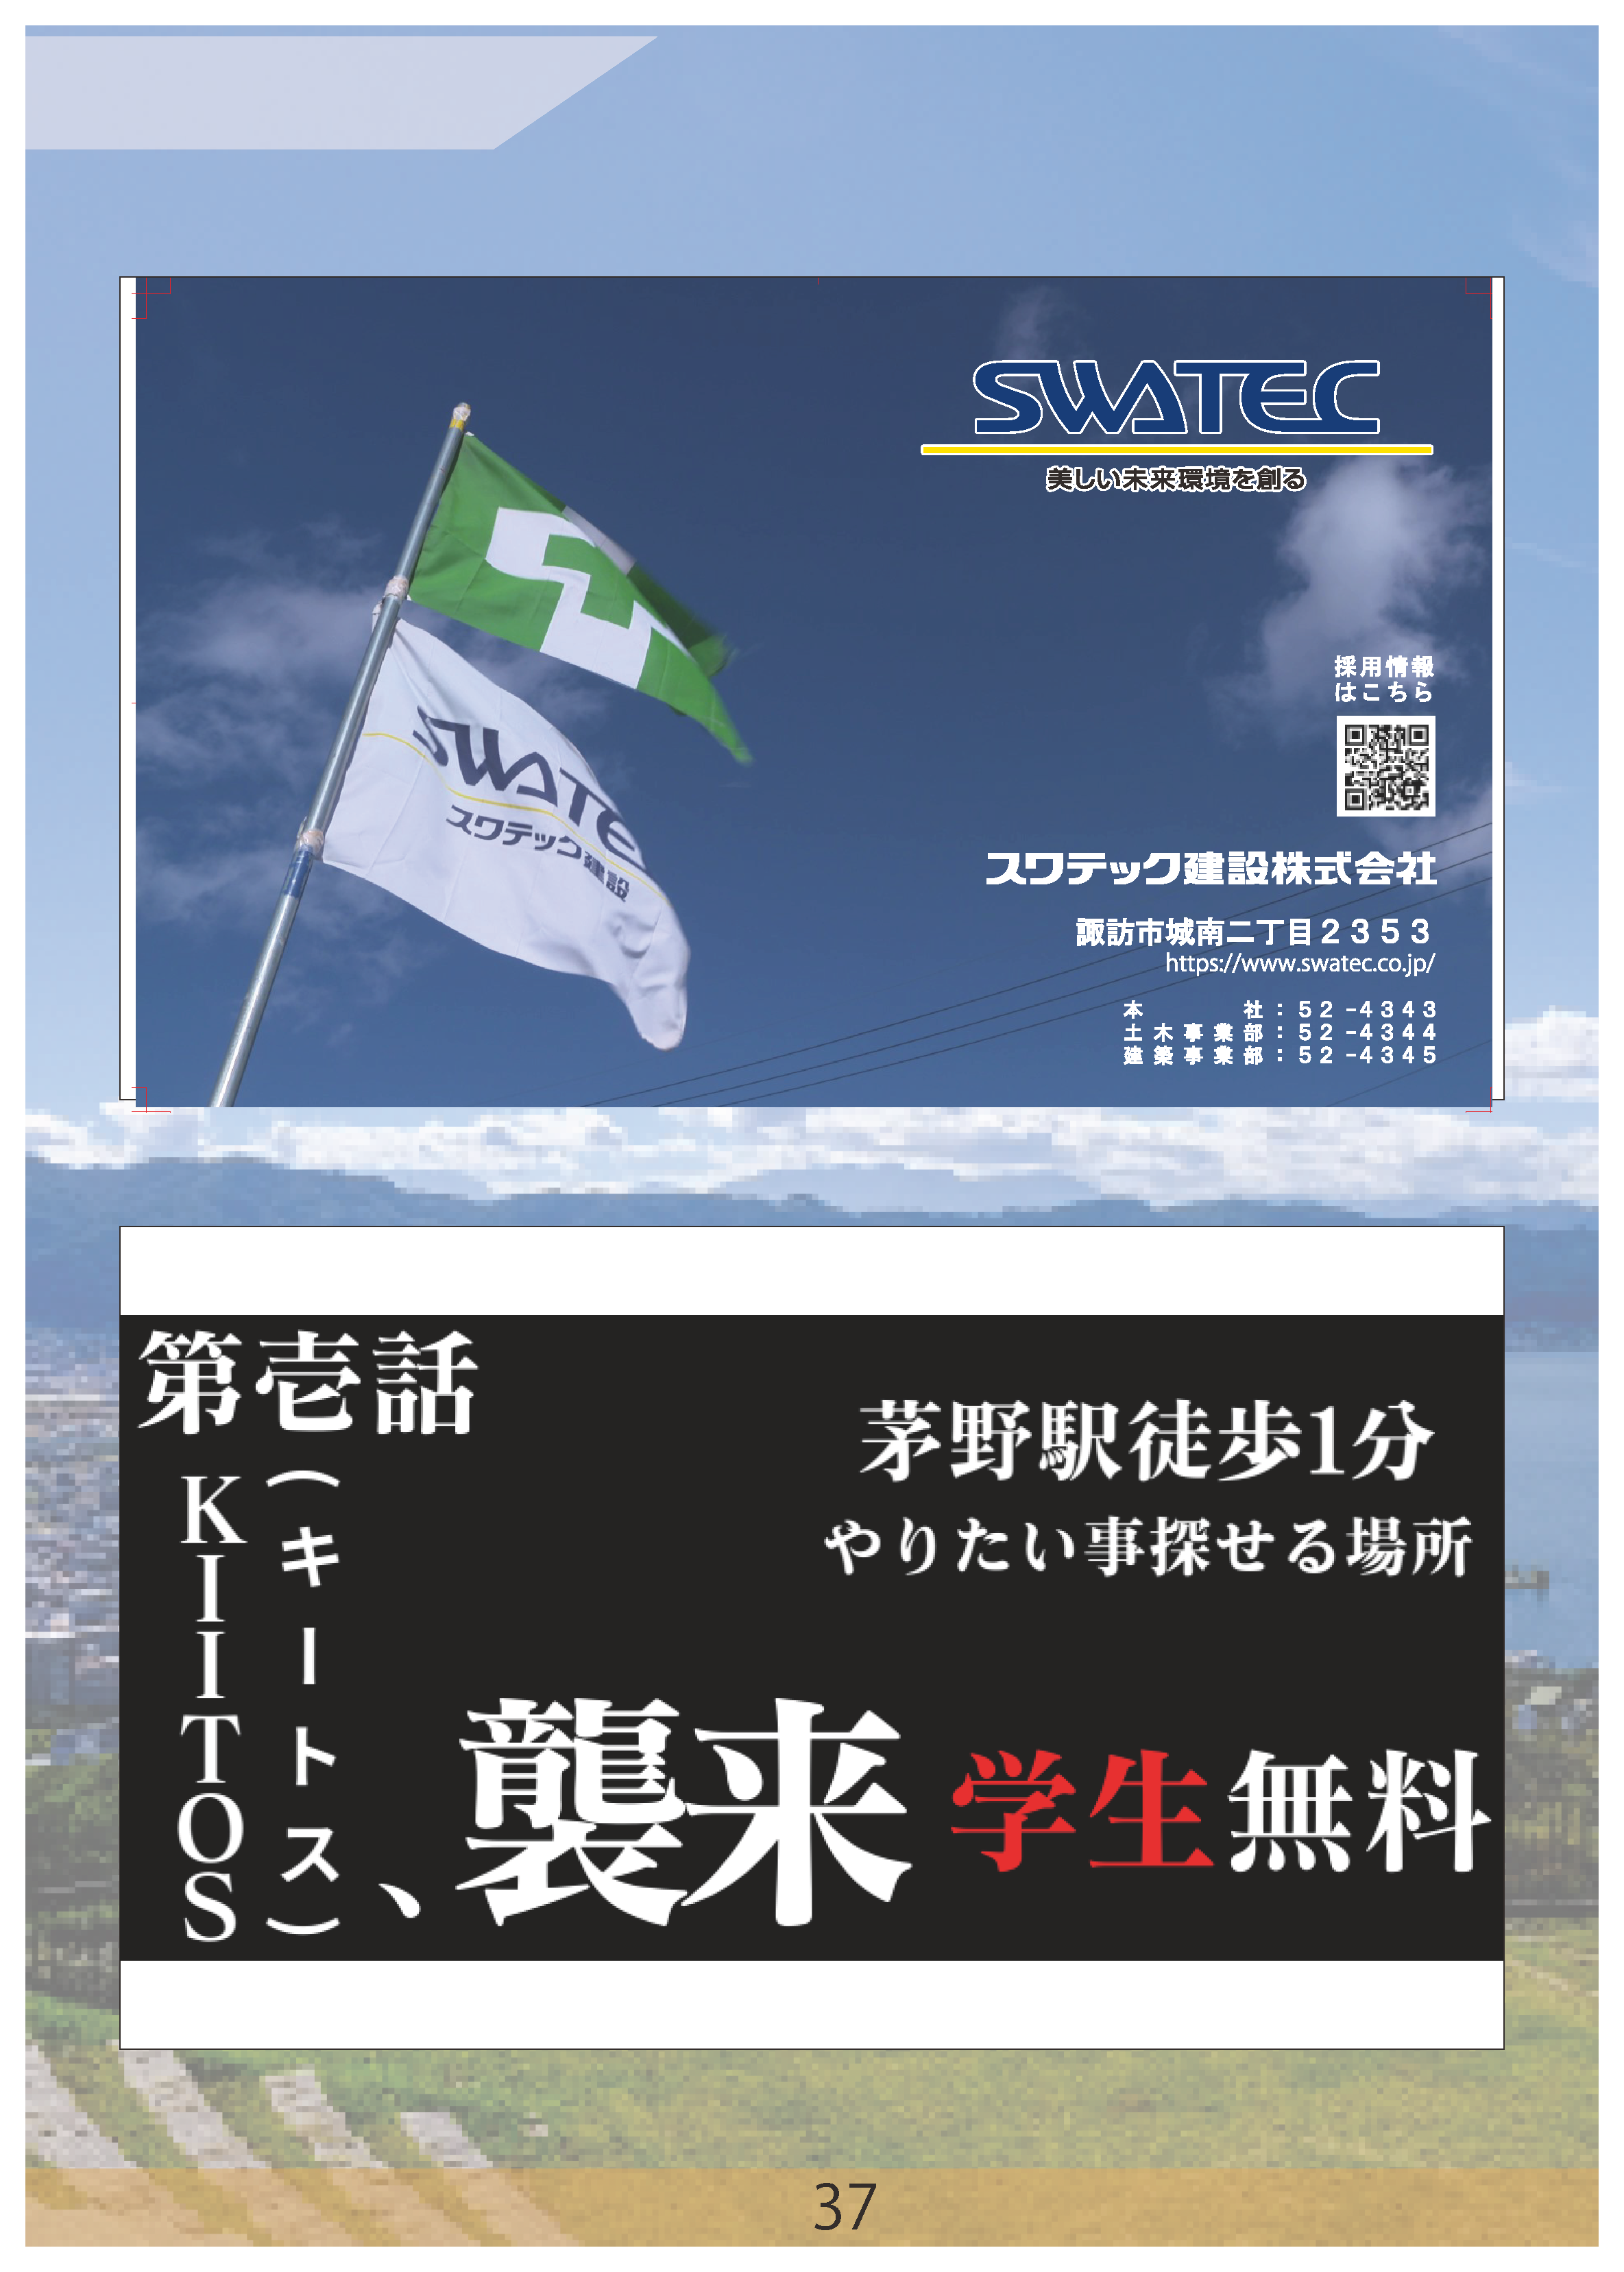 SWATEC
美しい未来環境を創る
SWATE
スワテック建設
採用情報
はこちら
スワテック建設株式会社
諏訪市城南二丁目２３５３
https://www.swatec.co.jp/
本社：５２-４３４３
土木事業部：５２-４３４４
建築事業部：５２-４３４５
第壱話
KIITOS
(キートス)
、襲来
茅野駅徒歩1分
やりたい事探せる場所
学生無料
37